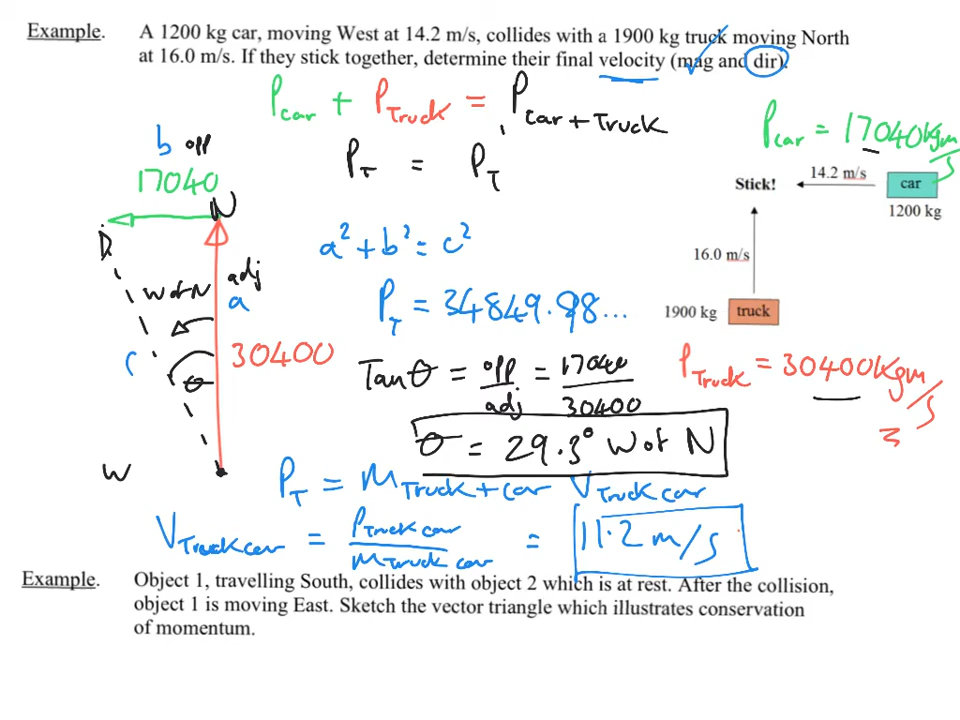 Example. A 1200 kg car, moving West at 14.2 m/s, collides with a 1900 kg truck moving North
at 16.0 m/s. If they stick together, determine their final velocity (mag and dir).
Pcar + PTruck = Pcar+Truck
Pcar = 17040 kgm/s
PT = PT
b opp
17040
N
Stick!
14.2 m/s
car
1200 kg
a² + b² = c²
W of N
adj
a
16.0 m/s
PT = 34849.98...
1900 kg truck
c
θ
30400
Tanθ = opp/adj = 17040/30400
PTruck = 30400 kgm/s
θ = 29.3° W of N
W
PT = mTruck+car VTruck car
VTruck car = PTruck car/mTruck car = 11.2 m/s
Example. Object 1, travelling South, collides with object 2 which is at rest. After the collision,
object 1 is moving East. Sketch the vector triangle which illustrates conservation
of momentum.